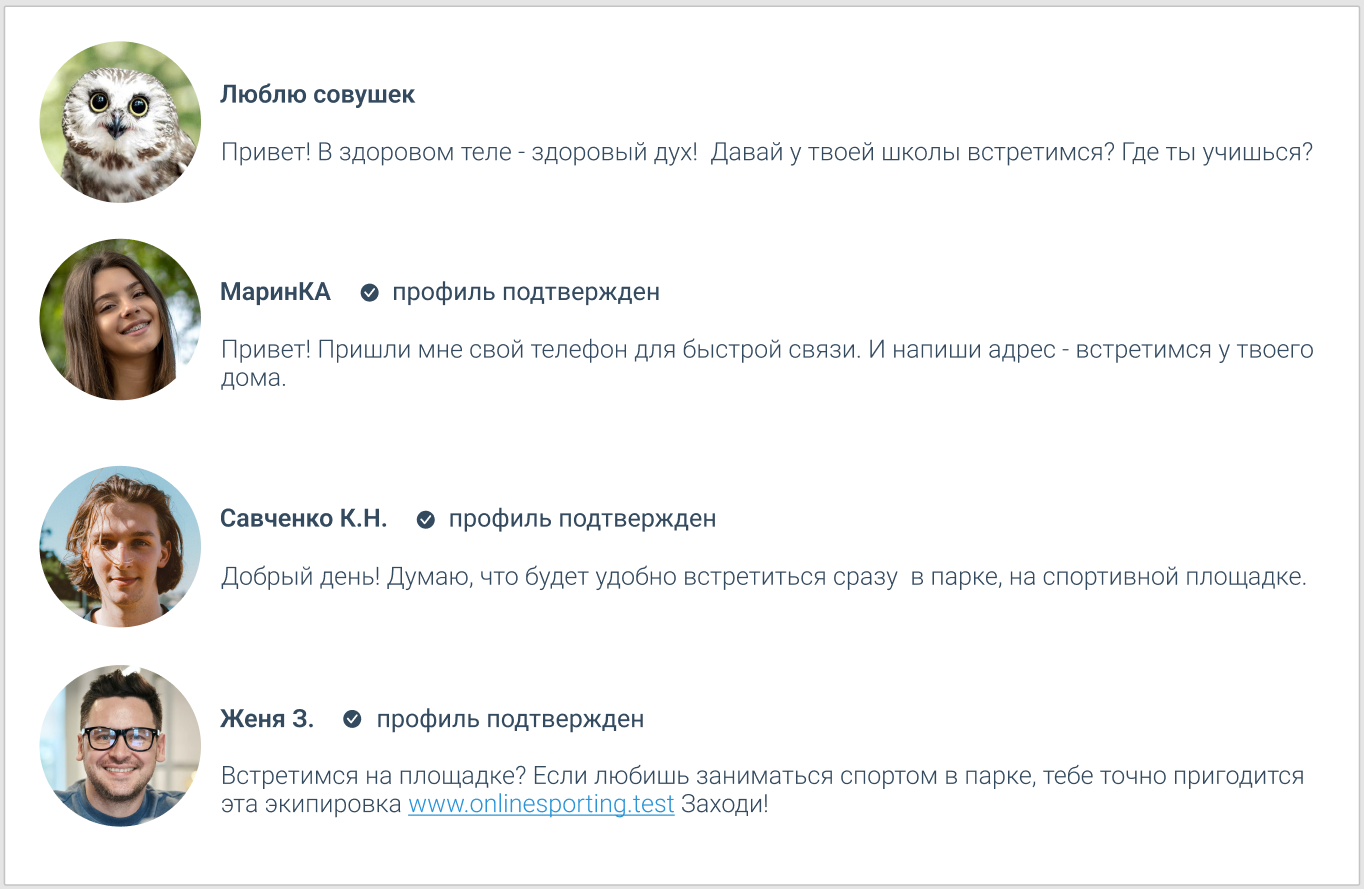 Люблю совушек
Привет! В здоровом теле - здоровый дух!  Давай у твоей школы встретимся? Где ты учишься?
МаринКА профиль подтвержден
Привет! Пришли мне свой телефон для быстрой связи. И напиши адрес - встретимся у твоего
дома.
Савченко К.Н. профиль подтвержден
Добрый день! Думаю, что будет удобно встретиться сразу  в парке, на спортивной площадке.
Женя З. профиль подтвержден
Встретимся на площадке? Если любишь заниматься спортом в парке, тебе точно пригодится
эта экипировка www.onlinesporting.test Заходи!